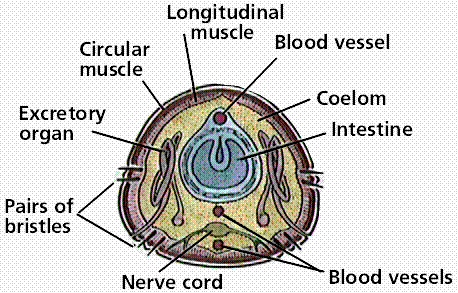 Longitudinal
muscle
Circular
muscle
Blood vessel
Coelom
Excretory
organ
Intestine
Pairs of
bristles
Nerve cord
Blood vessels